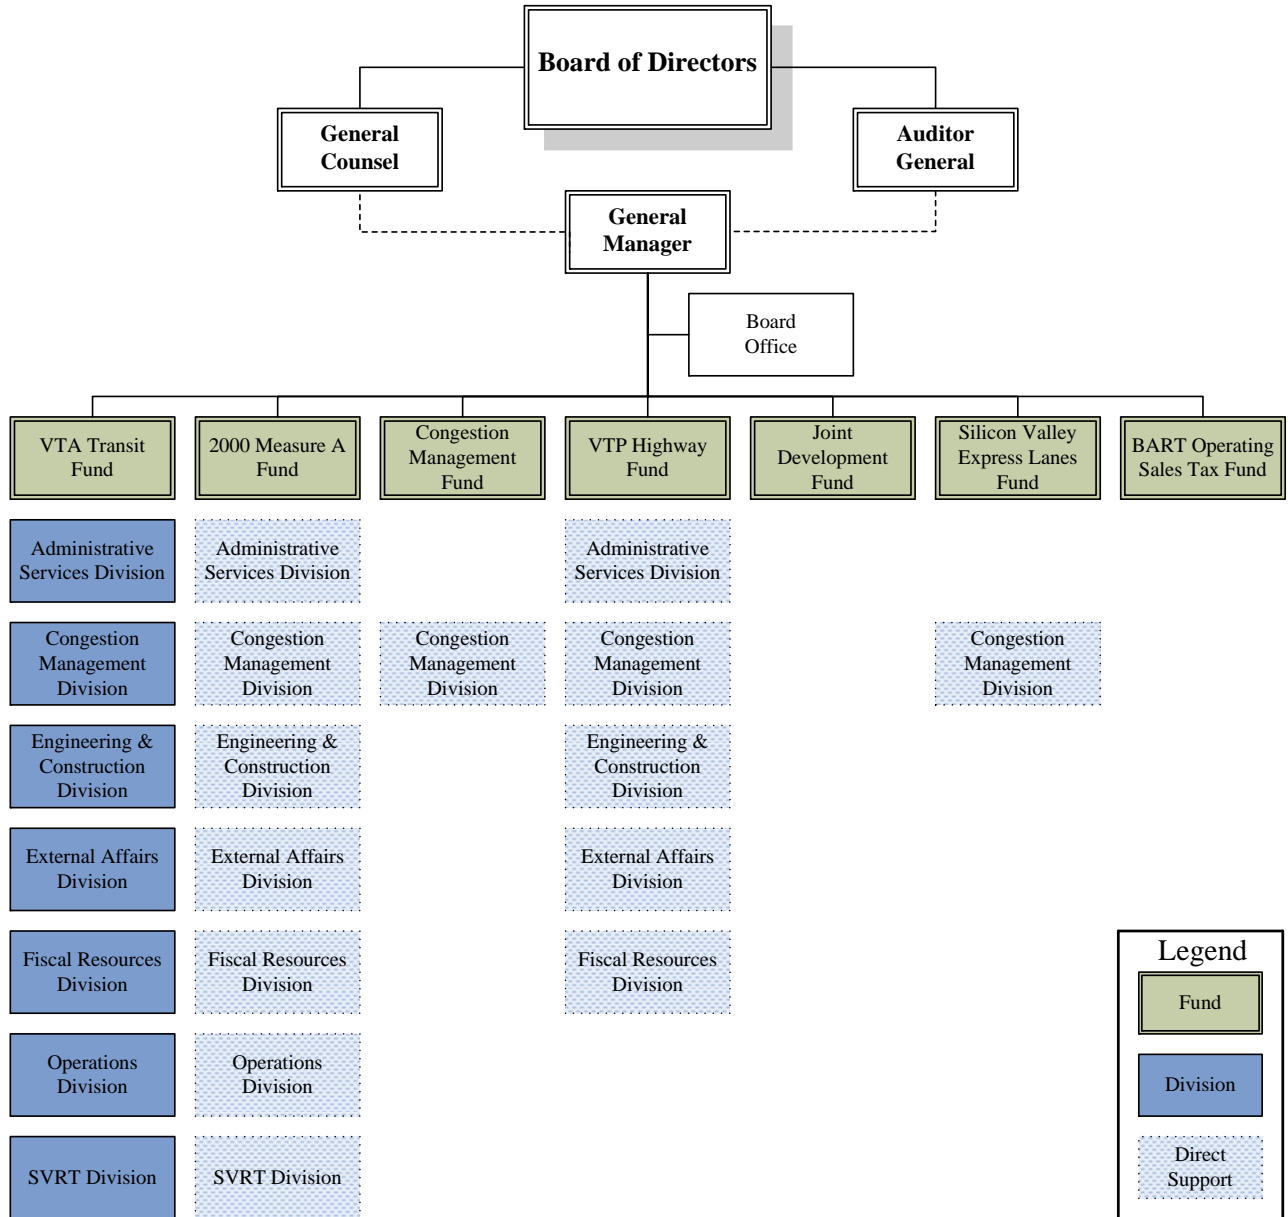 Board of Directors
General
Counsel
Auditor
General
General
Manager
Board
Office
VTA Transit
Fund
2000 Measure A
Fund
Congestion
Management
Fund
VTP Highway
Fund
Joint
Development
Fund
Silicon Valley
Express Lanes
Fund
BART Operating
Sales Tax Fund
Administrative
Services Division
Administrative
Services Division
Administrative
Services Division
Congestion
Management
Division
Congestion
Management
Division
Congestion
Management
Division
Congestion
Management
Division
Congestion
Management
Division
Engineering &
Construction
Division
Engineering &
Construction
Division
Engineering &
Construction
Division
External Affairs
Division
External Affairs
Division
External Affairs
Division
Fiscal Resources
Division
Fiscal Resources
Division
Fiscal Resources
Division
Operations
Division
Operations
Division
SVRT Division
SVRT Division
Legend
Fund
Division
Direct
Support